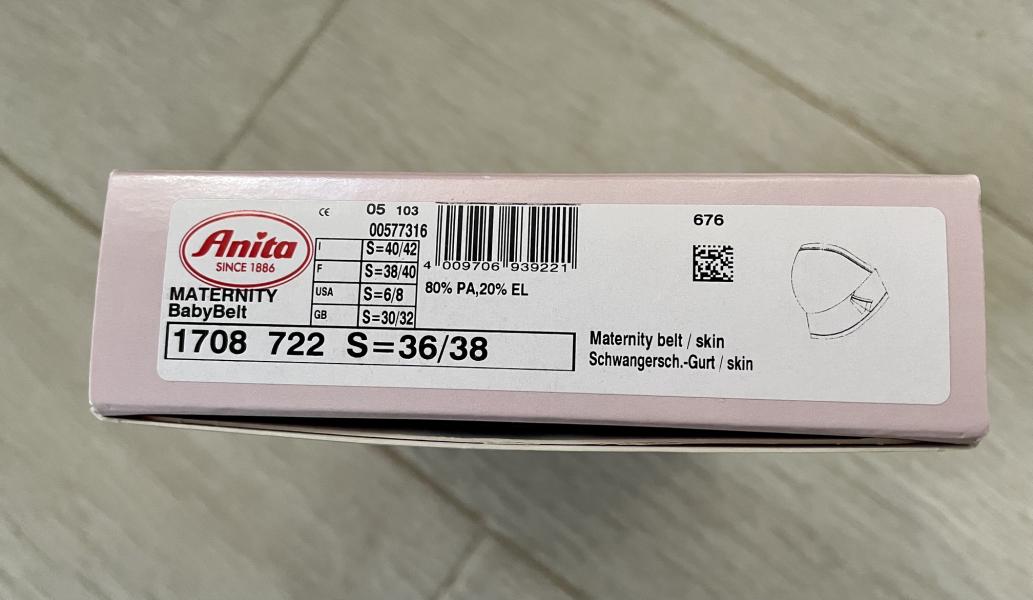 Anita
SINCE 1886
MATERNITY
BabyBelt
CE 05 103
00577316
I S=40/42
F S=38/40
USA S=6/8
GB S=30/32
4 009706 939221
80% PA,20% EL
1708 722 S=36/38
676
Maternity belt / skin
Schwangersch.-Gurt / skin